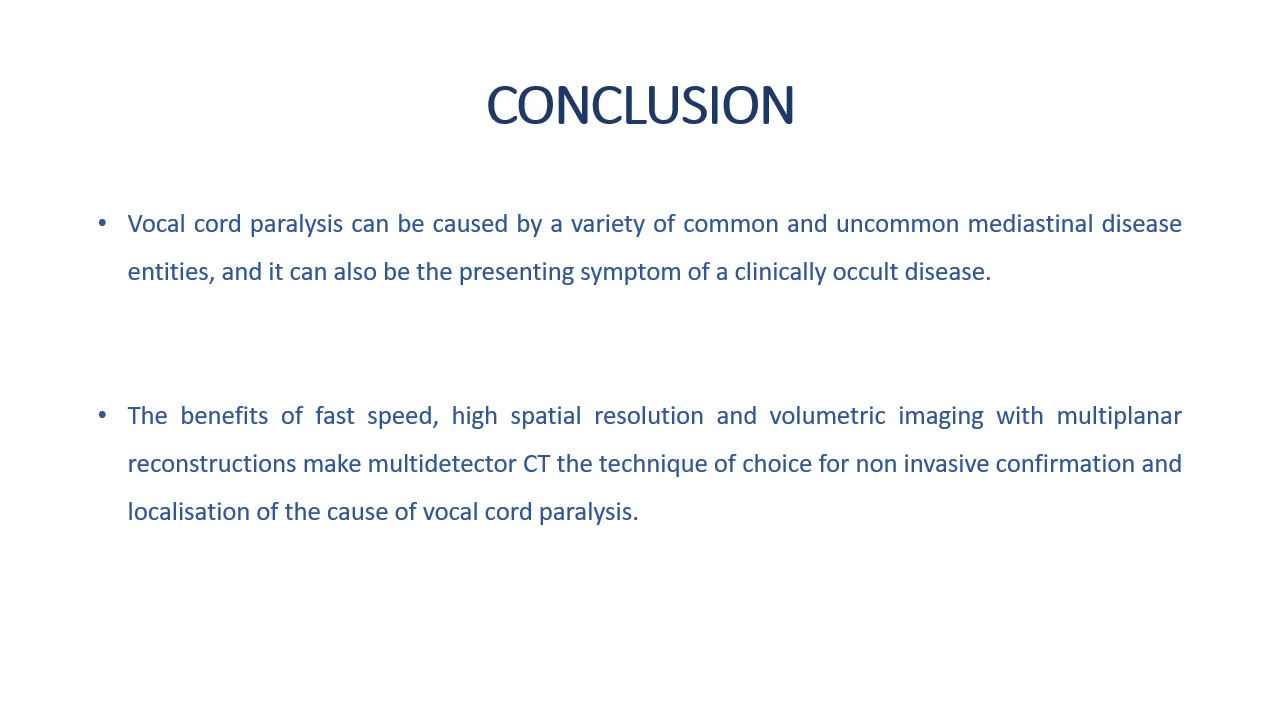 CONCLUSION
• Vocal cord paralysis can be caused by a variety of common and uncommon mediastinal disease
entities, and it can also be the presenting symptom of a clinically occult disease.
• The benefits of fast speed, high spatial resolution and volumetric imaging with multiplanar
reconstructions make multidetector CT the technique of choice for non invasive confirmation and
localisation of the cause of vocal cord paralysis.